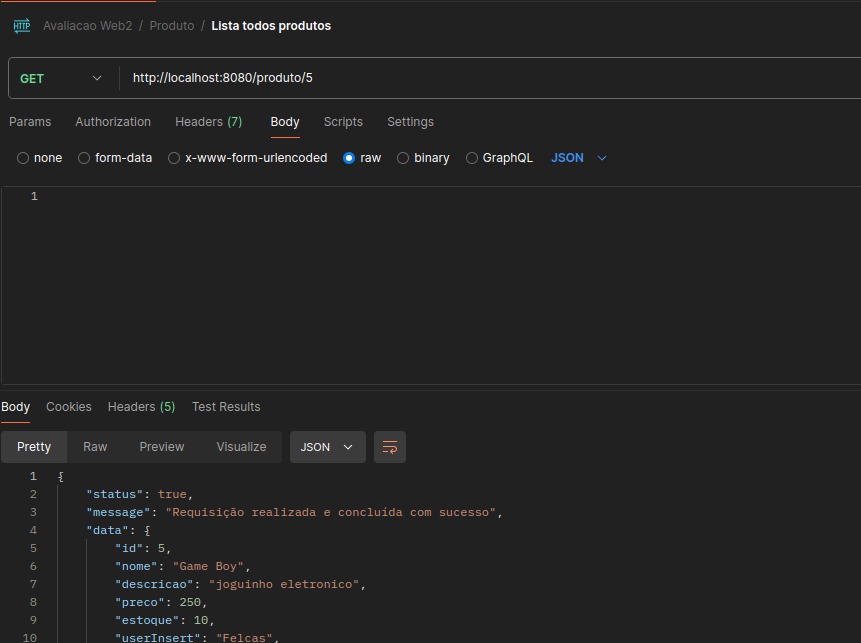 HTTP Avaliacao Web2 / Produto / Lista todos produtos
GET http://localhost:8080/produto/5
Params Authorization Headers (7) Body Scripts Settings
none form-data x-www-form-urlencoded raw binary GraphQL JSON
1
Body Cookies Headers (5) Test Results
Pretty Raw Preview Visualize JSON
1 {
2 "status": true,
3 "message": "Requisição realizada e concluída com sucesso",
4 "data": {
5 "id": 5,
6 "nome": "Game Boy",
7 "descricao": "joguinho eletronico",
8 "preco": 250,
9 "estoque": 10,
10 "userInsert": "Felcas",